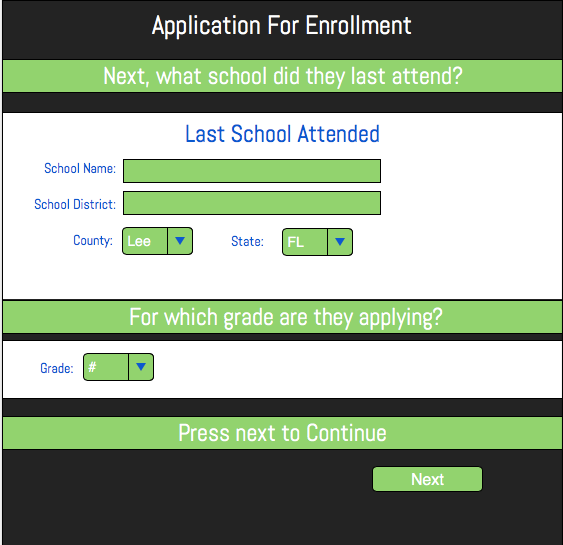 Application For Enrollment
Next, what school did they last attend?
Last School Attended
School Name:
School District:
County: Lee State: FL
For which grade are they applying?
Grade: #
Press next to Continue
Next